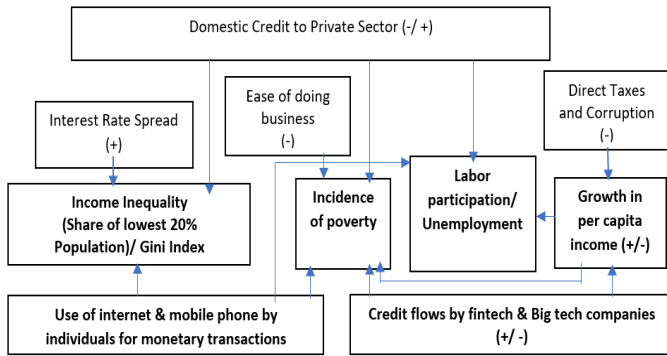 Domestic Credit to Private Sector (-/ +)
Ease of doing
business
(-)
Direct Taxes
and Corruption
(-)
Interest Rate Spread
(+)
Income Inequality
(Share of lowest 20%
Population)/ Gini Index
Incidence
of poverty
Labor
participation/
Unemployment
Growth in
per capita
income (+/-)
Use of internet & mobile phone by
individuals for monetary transactions
Credit flows by fintech & Big tech companies
(+/ -)